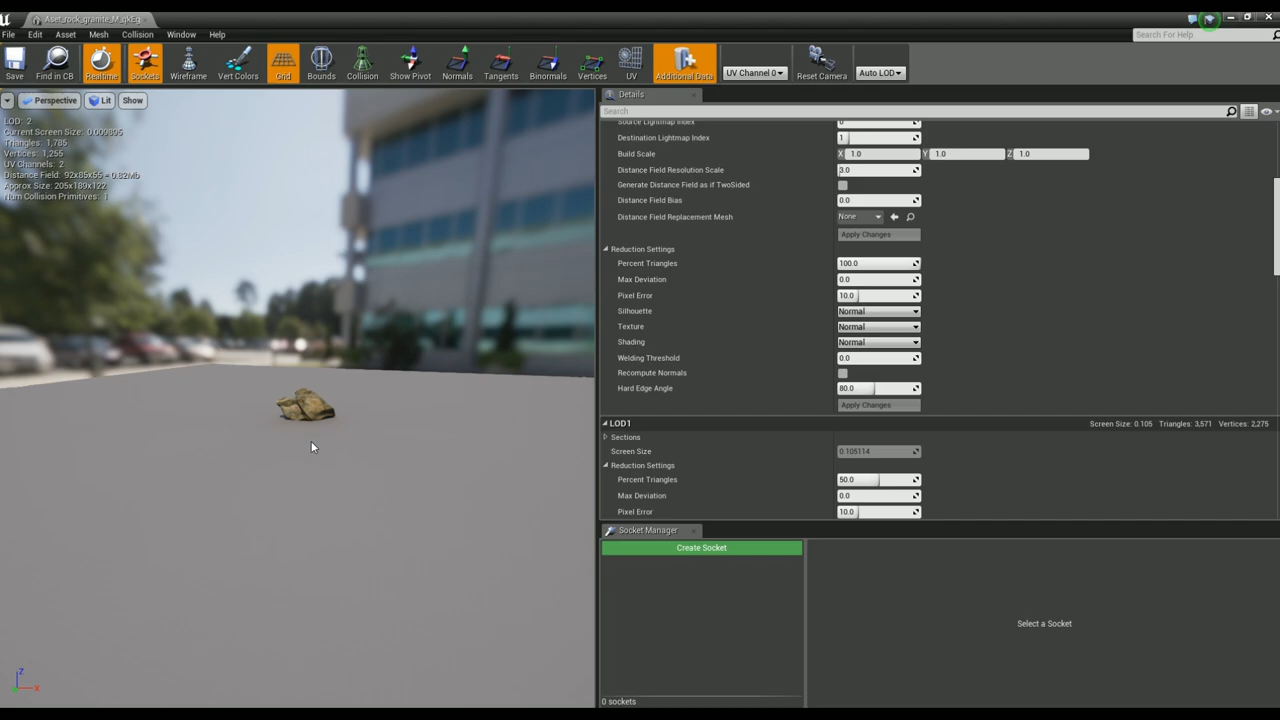 Aset_rock_granite_M_qkEg
File Edit Asset Mesh Collision Window Help
Search For Help
Save Find in CB Realtime Sockets Wireframe Vert Colors Grid Bounds Collision Show Pivot Normals Tangents Binormals Vertices UV Additional Data UV Channel 0 Reset Camera Auto LOD
Perspective Lit Show
LOD: 2
Current Screen Size: 0.009895
Triangles: 1,785
Vertices: 1,255
UV Channels: 2
Distance Field: 92x85x55 = 0.82Mb
Approx Size: 205x189x122
Num Collision Primitives: 1
Details
Search
Source Lightmap Index 0
Destination Lightmap Index 1
Build Scale X 1.0 Y 1.0 Z 1.0
Distance Field Resolution Scale 3.0
Generate Distance Field as if TwoSided
Distance Field Bias 0.0
Distance Field Replacement Mesh None
Apply Changes
Reduction Settings
Percent Triangles 100.0
Max Deviation 0.0
Pixel Error 10.0
Silhouette Normal
Texture Normal
Shading Normal
Welding Threshold 0.0
Recompute Normals
Hard Edge Angle 80.0
Apply Changes
LOD1 Screen Size: 0.105 Triangles: 3,571 Vertices: 2,275
Sections
Screen Size 0.105114
Reduction Settings
Percent Triangles 50.0
Max Deviation 0.0
Pixel Error 10.0
Socket Manager
Create Socket
Select a Socket
0 sockets
Z
X